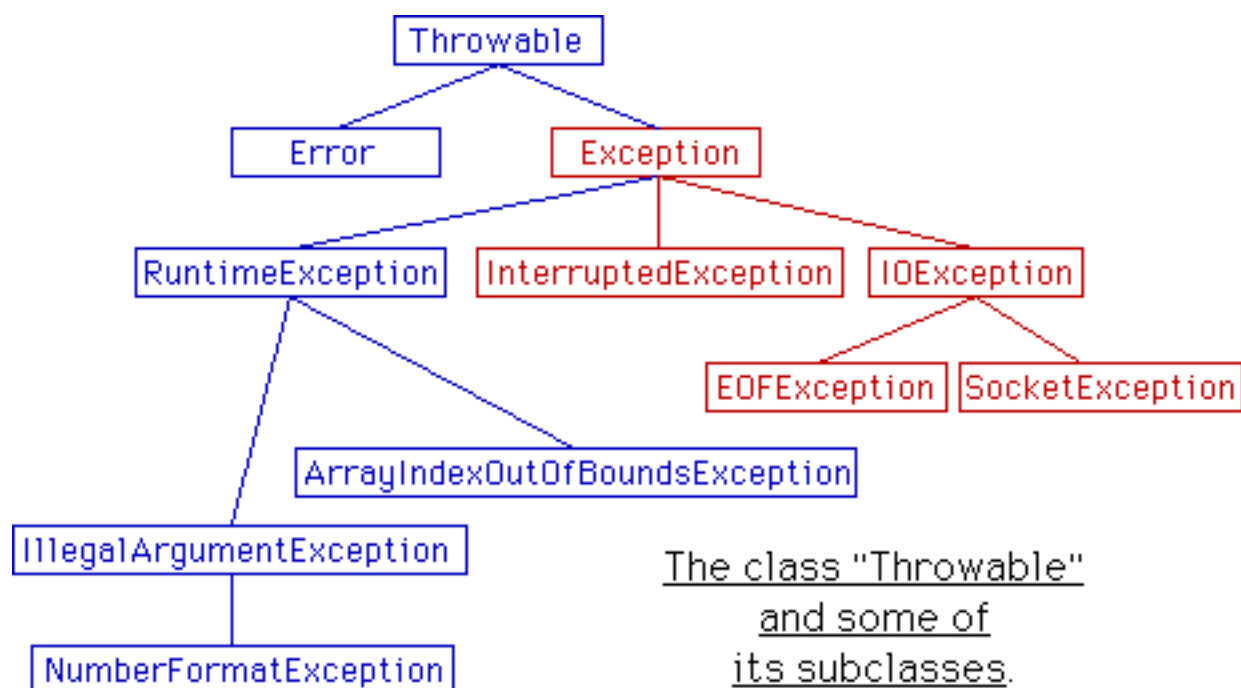 Throwable
Error
Exception
RuntimeException
InterruptedException
IOException
EOFException
SocketException
ArrayIndexOutOfBoundsException
IllegalArgumentException
NumberFormatException
The class "Throwable"
and some of
its subclasses.